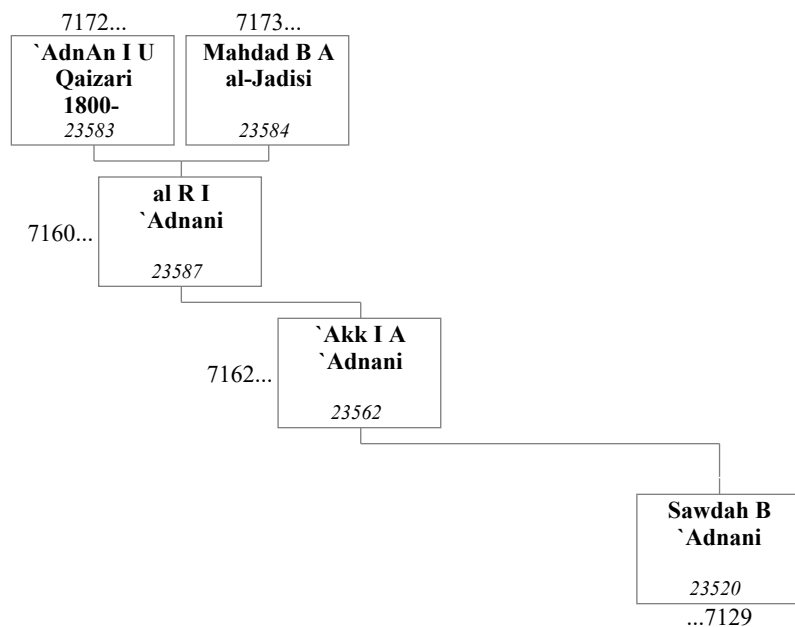 7172... 7173...
`AdnAn I U
Qaizari
1800-
23583
Mahdad B A
al-Jadisi
23584
al R I
`Adnani
7160...
23587
`Akk I A
`Adnani
7162...
23562
Sawdah B
`Adnani
23520
...7129